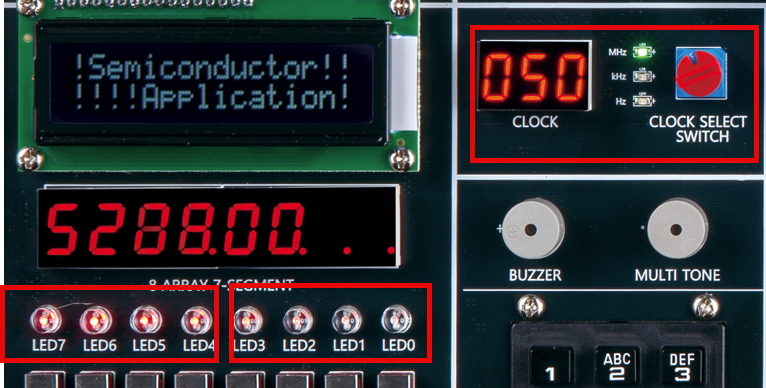 !Semiconductor!!
!!!!Application!
050
MHz
kHz
Hz
CLOCK
CLOCK SELECT
SWITCH
5288.00. . .
8 ARRAY 7-SEGMENT
BUZZER
MULTI TONE
LED7 LED6 LED5 LED4 LED3 LED2 LED1 LED0
1
ABC
2
DEF
3